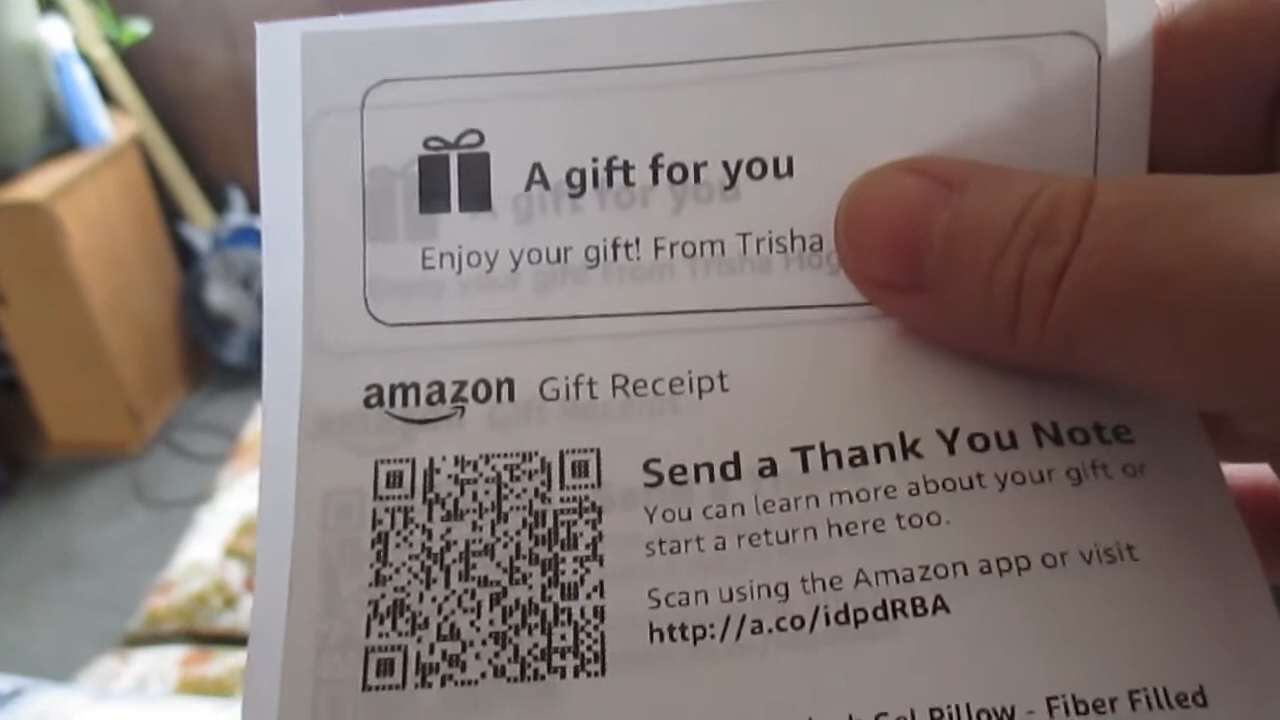 A gift for you
Enjoy your gift! From Trisha
amazon Gift Receipt
Send a Thank You Note
You can learn more about your gift or
start a return here too.
Scan using the Amazon app or visit
http://a.co/idpdRBA
Gel Pillow - Fiber Filled